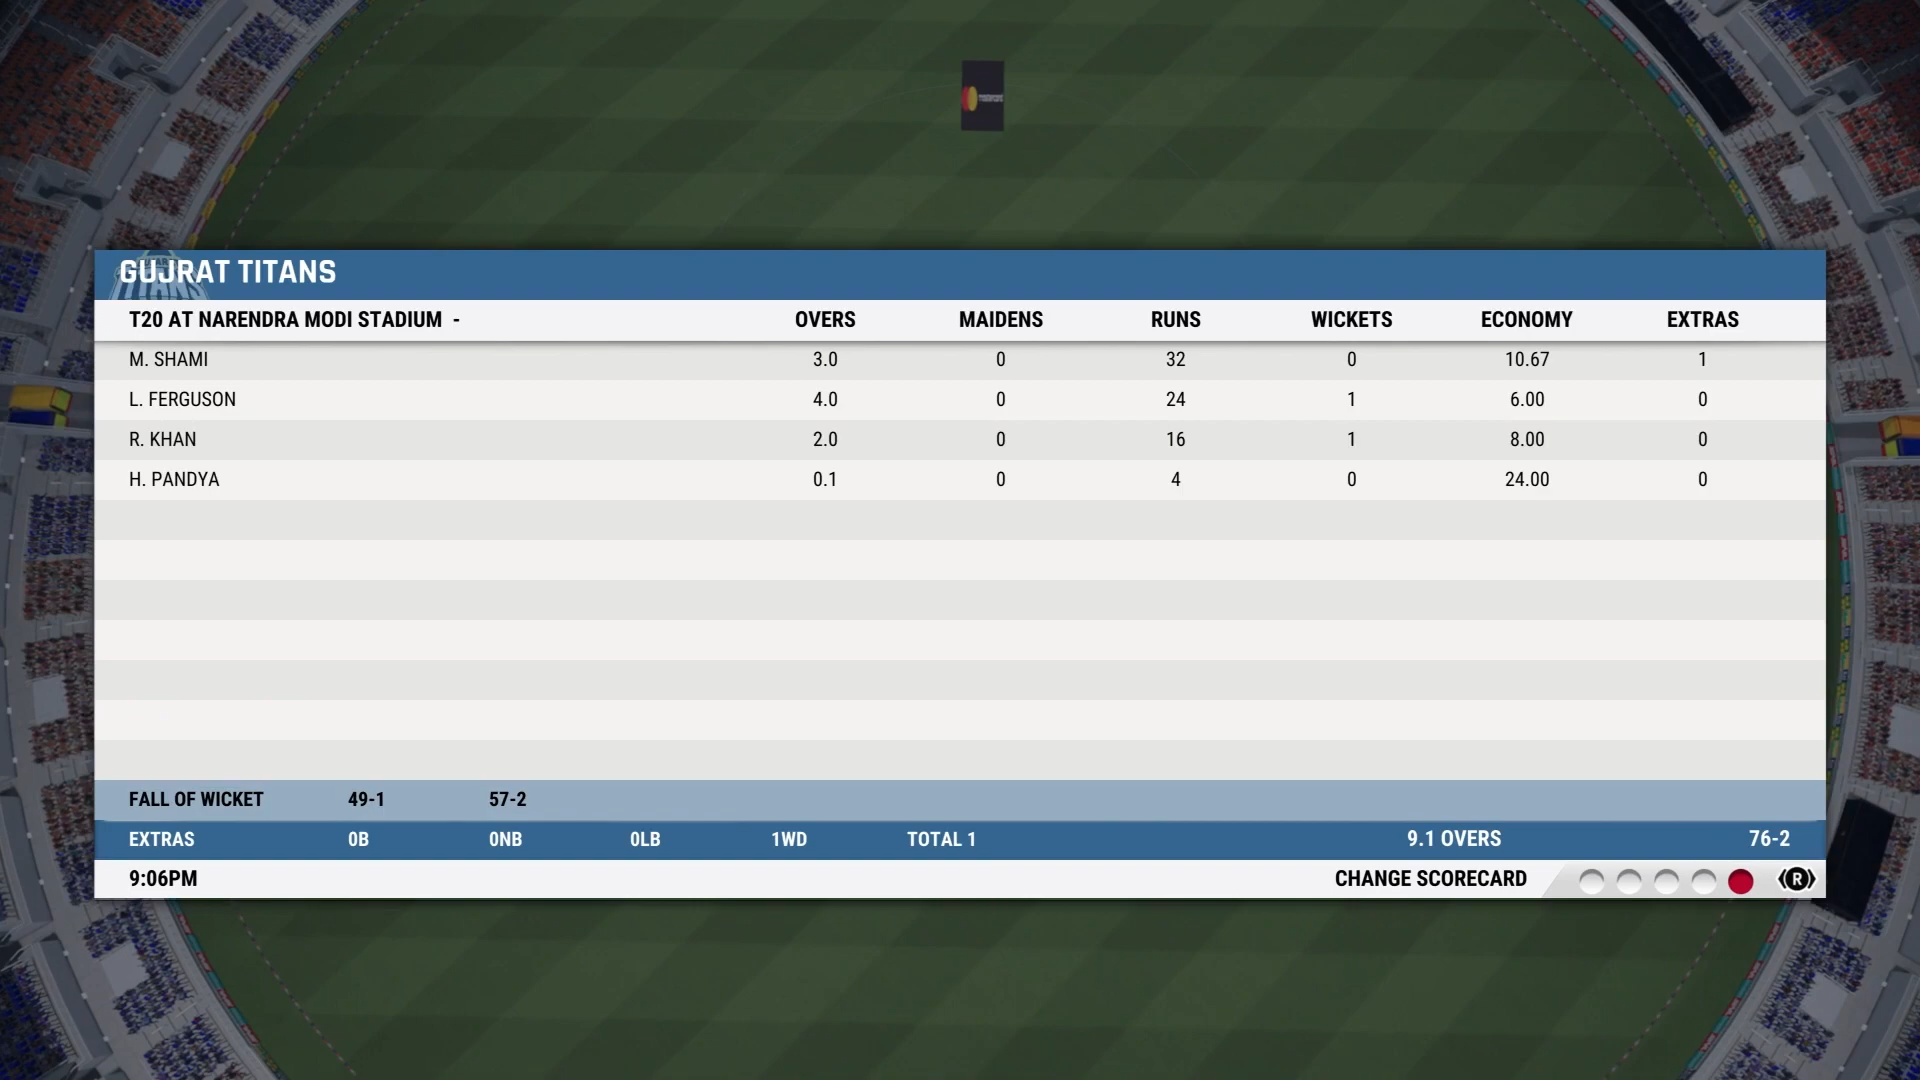 mastercard
GUJRAT TITANS
T20 AT NARENDRA MODI STADIUM - OVERS MAIDENS RUNS WICKETS ECONOMY EXTRAS
M. SHAMI 3.0 0 32 0 10.67 1
L. FERGUSON 4.0 0 24 1 6.00 0
R. KHAN 2.0 0 16 1 8.00 0
H. PANDYA 0.1 0 4 0 24.00 0
FALL OF WICKET 49-1 57-2
EXTRAS 0B 0NB 0LB 1WD TOTAL 1 9.1 OVERS 76-2
9:06PM CHANGE SCORECARD R